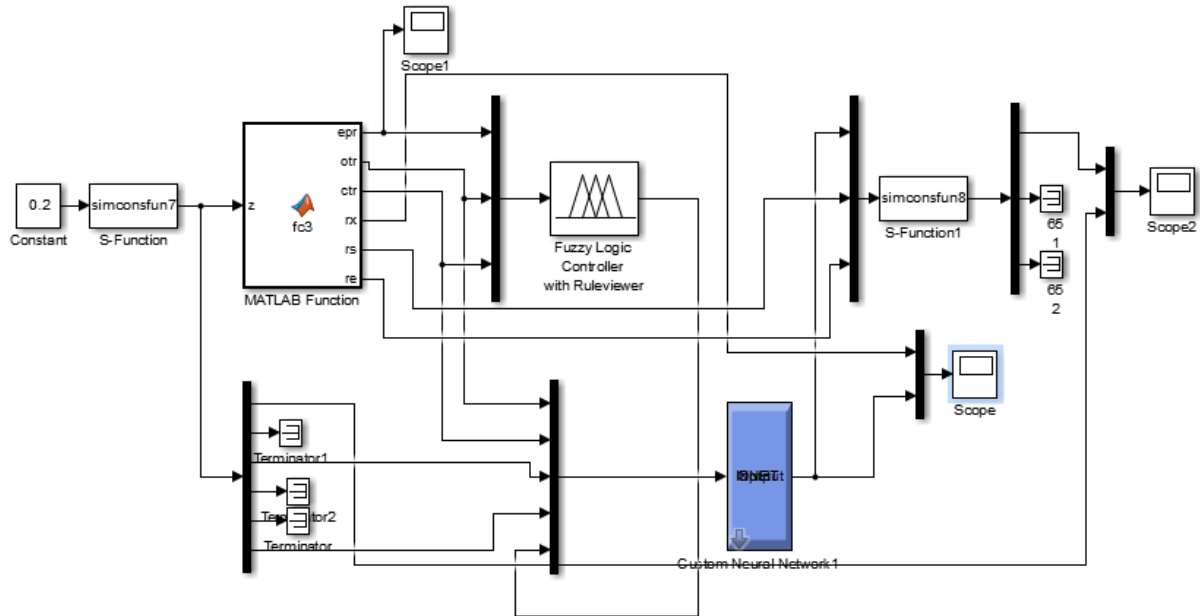 Scope1
epr
otr
ctr
rx
rs
re
z
fc3
MATLAB Function
0.2
Constant
simconsfun7
S-Function
Fuzzy Logic
Controller
with Ruleviewer
simconsfun8
S-Function1
65
1
65
2
Scope2
Scope
Terminator1
Terminator2
Terminator
Custom Neural Network1